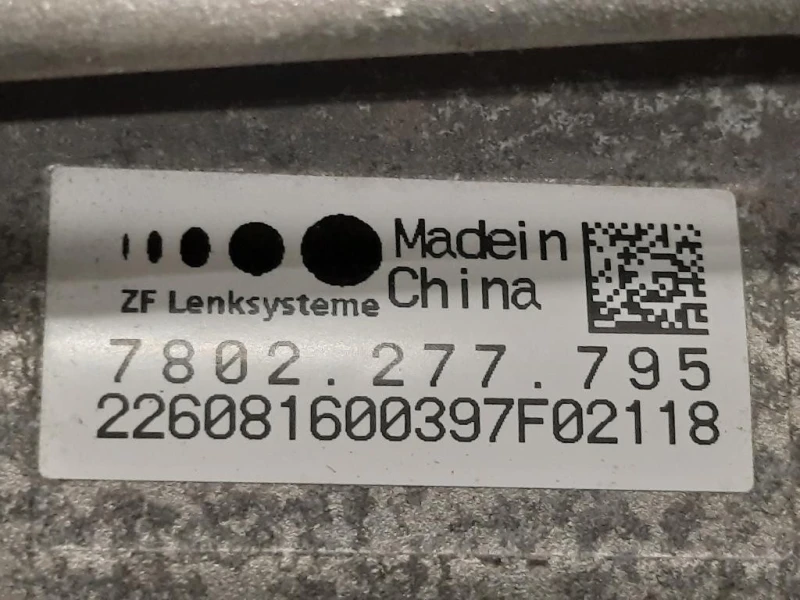 Madein
China
ZF Lenksysteme
7802.277.795
226081600397F02118